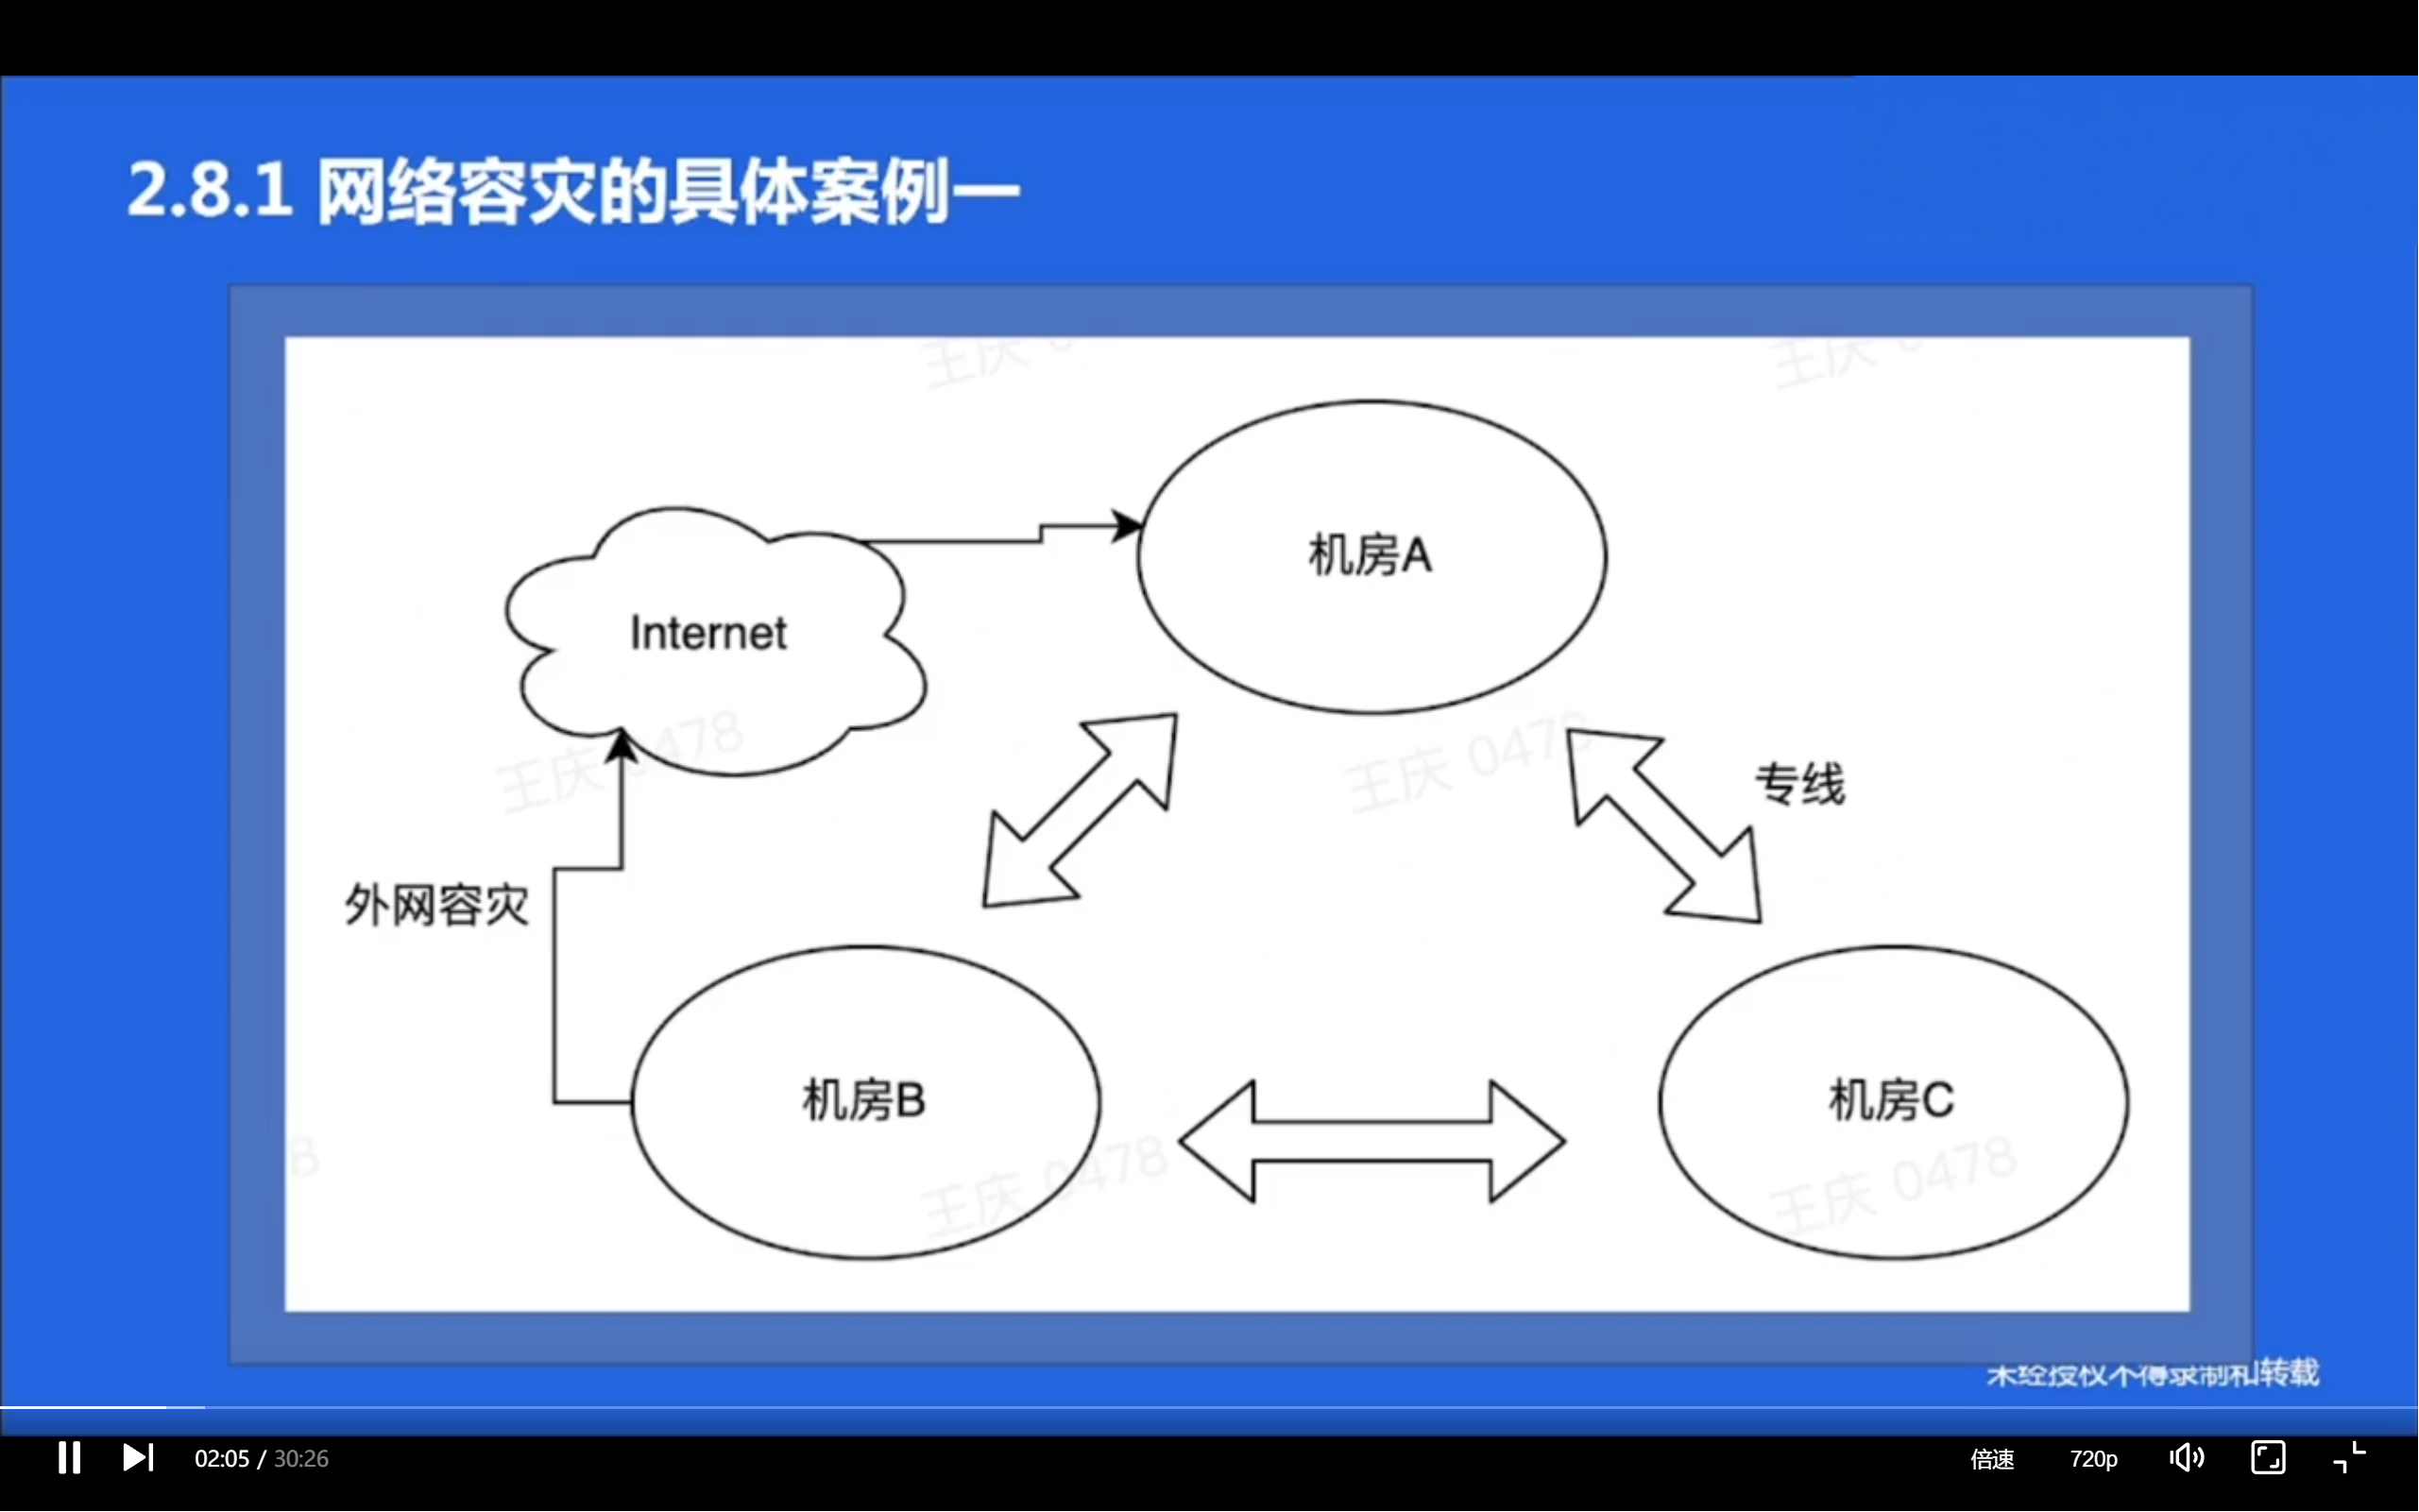 2.8.1 网络容灾的具体案例一
王庆
王庆
机房A
Internet
王庆 0478
王庆 0478
专线
外网容灾
机房B
机房C
8
王庆 0478
王庆 0478
未经授权不得录制和转载
02:05 / 30:26
倍速
720p